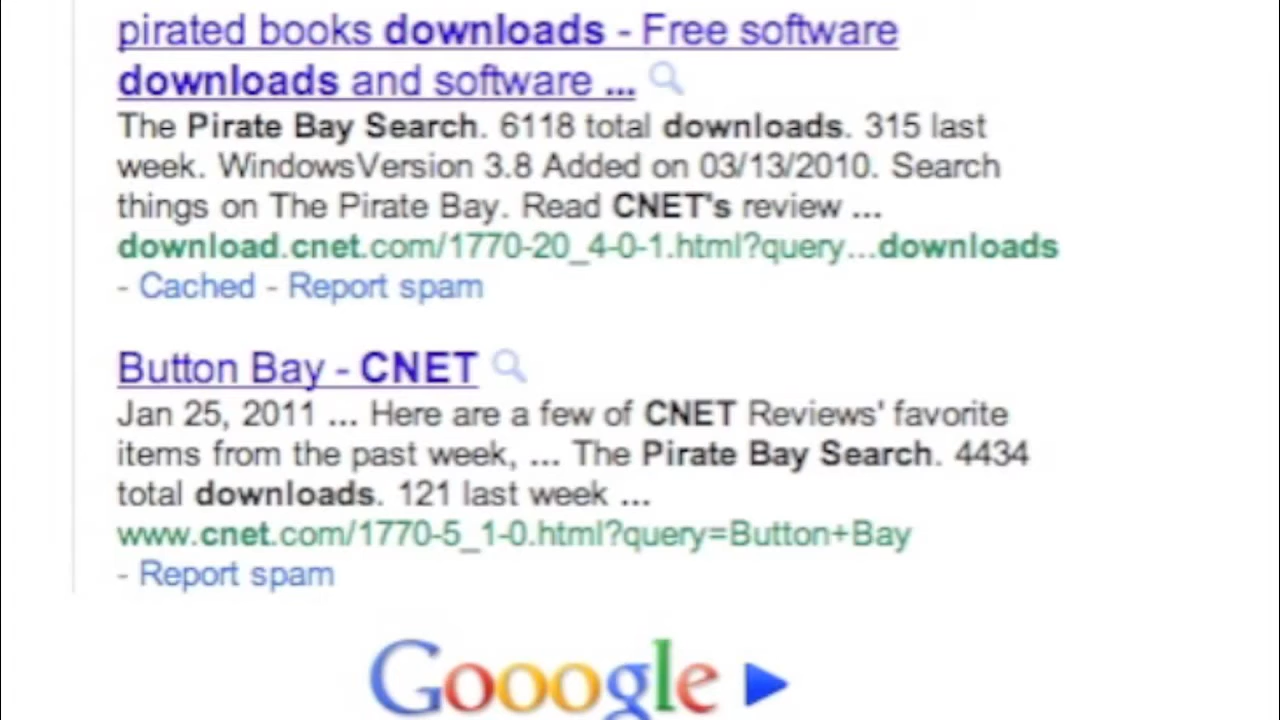 pirated books downloads - Free software
downloads and software ...
The Pirate Bay Search. 6118 total downloads. 315 last
week. WindowsVersion 3.8 Added on 03/13/2010. Search
things on The Pirate Bay. Read CNET's review ...
download.cnet.com/1770-20_4-0-1.html?query...downloads
- Cached - Report spam
Button Bay - CNET
Jan 25, 2011 ... Here are a few of CNET Reviews' favorite
items from the past week, ... The Pirate Bay Search. 4434
total downloads. 121 last week ...
www.cnet.com/1770-5_1-0.html?query=Button+Bay
- Report spam
Gooogle